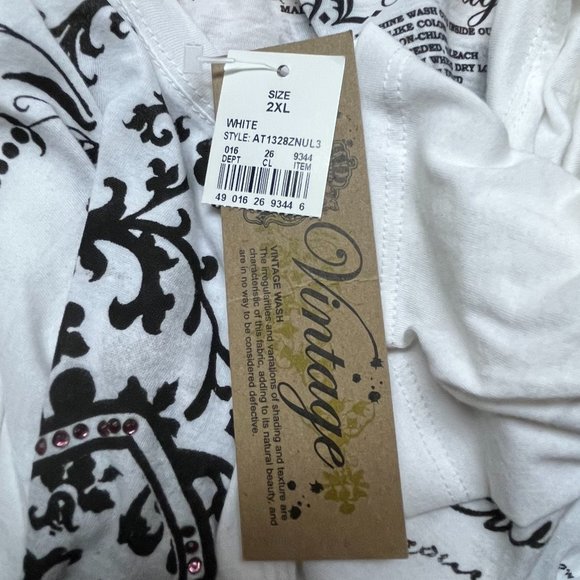 SIZE
2XL
WHITE
STYLE: AT1328ZNUL3
016 26 9344
DEPT CL ITEM
49 016 26 9344 6
Vintage
VINTAGE WASH
The irregularities and variations of shading and texture are
characteristic of this fabric, adding to its natural beauty, and
are in no way to be considered defective.